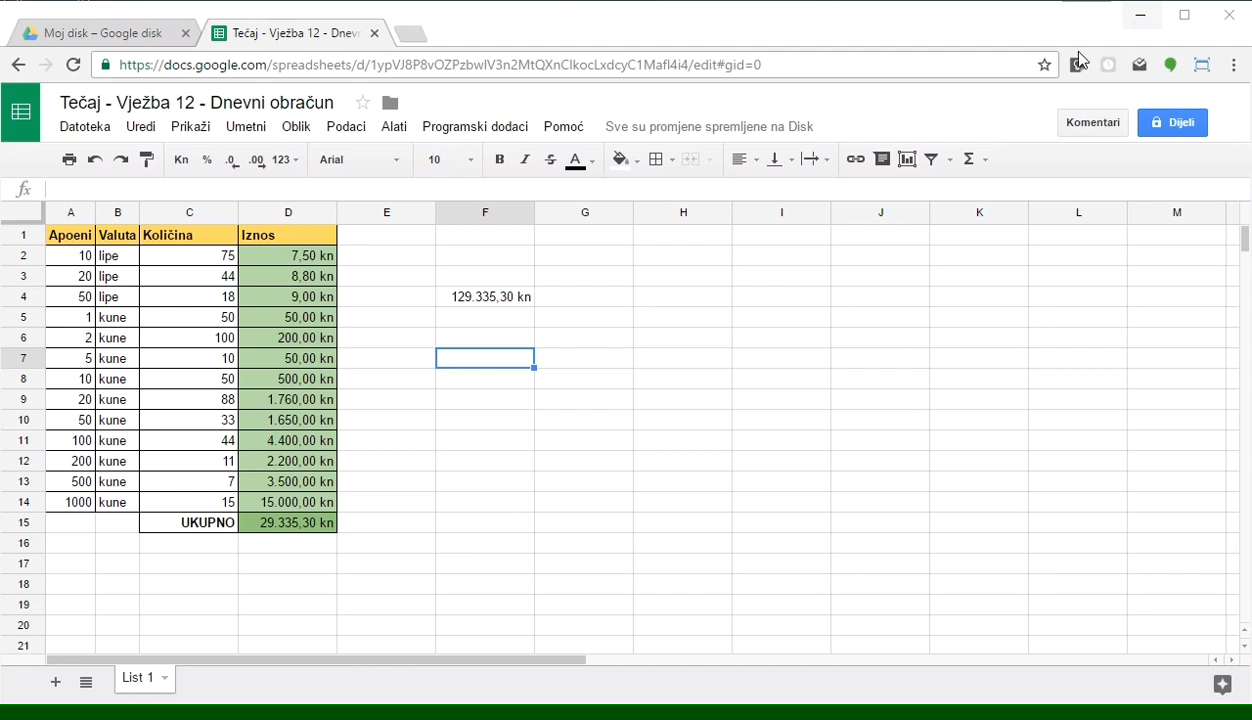 Moj disk – Google disk
Tečaj - Vježba 12 - Dnevn
https://docs.google.com/spreadsheets/d/1ypVJ8P8vOZPzbwIV3n2MtQXnClkocLxdcyC1Mafl4i4/edit#gid=0
Tečaj - Vježba 12 - Dnevni obračun
Datoteka Uredi Prikaži Umetni Oblik Podaci Alati Programski dodaci Pomoć Sve su promjene spremljene na Disk
Komentari Dijeli
Kn % .0 .00 123 Arial 10 B I S A Σ
fx
A B C D E F G H I J K L M
1 Apoeni Valuta Količina Iznos
2 10 lipe 75 7,50 kn
3 20 lipe 44 8,80 kn
4 50 lipe 18 9,00 kn 129.335,30 kn
5 1 kune 50 50,00 kn
6 2 kune 100 200,00 kn
7 5 kune 10 50,00 kn
8 10 kune 50 500,00 kn
9 20 kune 88 1.760,00 kn
10 50 kune 33 1.650,00 kn
11 100 kune 44 4.400,00 kn
12 200 kune 11 2.200,00 kn
13 500 kune 7 3.500,00 kn
14 1000 kune 15 15.000,00 kn
15 UKUPNO 29.335,30 kn
16
17
18
19
20
21
List 1